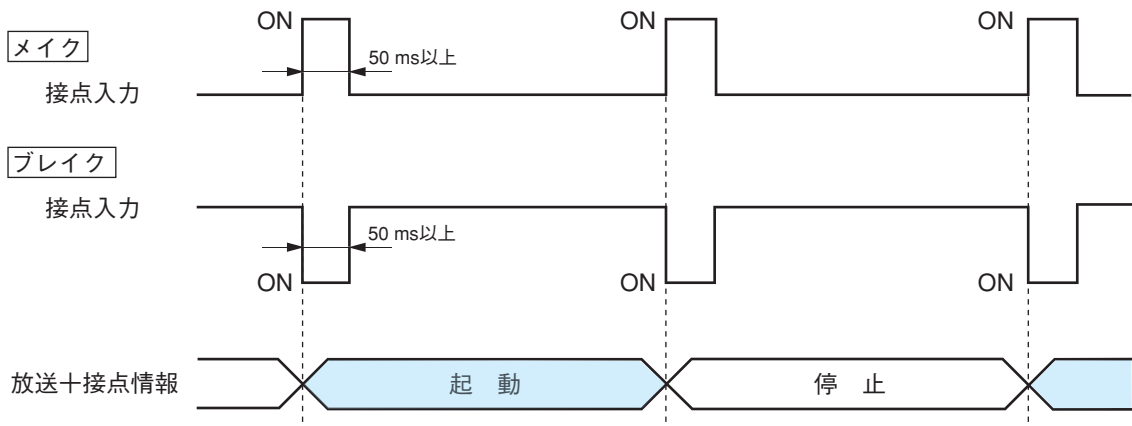 ON ON ON
メイク
50 ms以上
接点入力
ブレイク
接点入力
50 ms以上
ON ON ON
放送＋接点情報 起 動 停 止